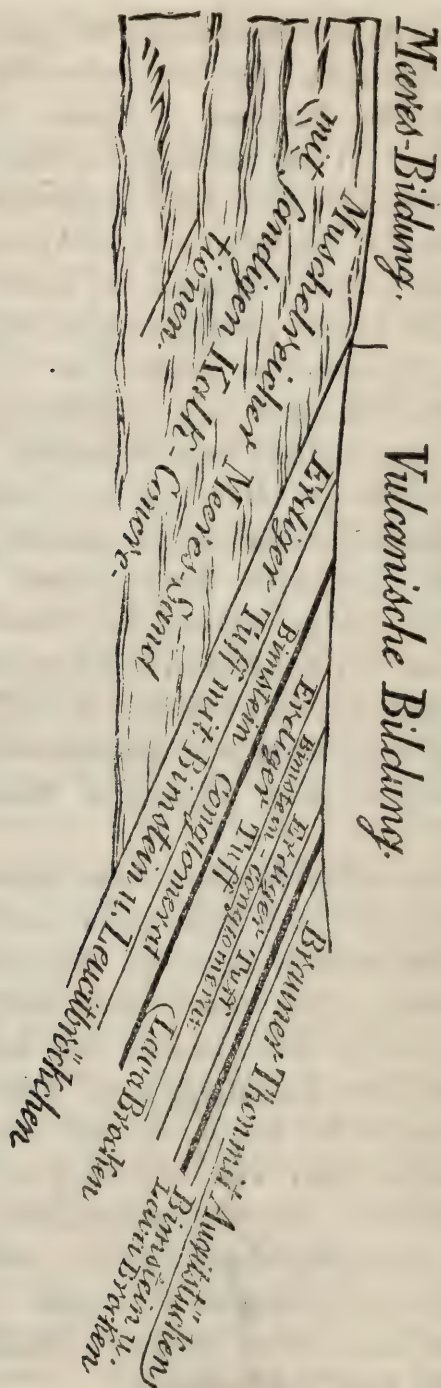 Meeres-Bildung.
Vulcanische Bildung.
Muschelreicher Meeres-Sand
mit sandigen Kalk-Concre-
tionen.
Erdiger Tuff mit Bimstein u. Leucitbröckchen
Bimstein Conglomerat
Erdiger Tuff (Lava Brocken
Bimstein-Conglomerat
Erdiger Tuff
Bimstein u.
Lava Brocken
Brauner Thon mit Augitstücken